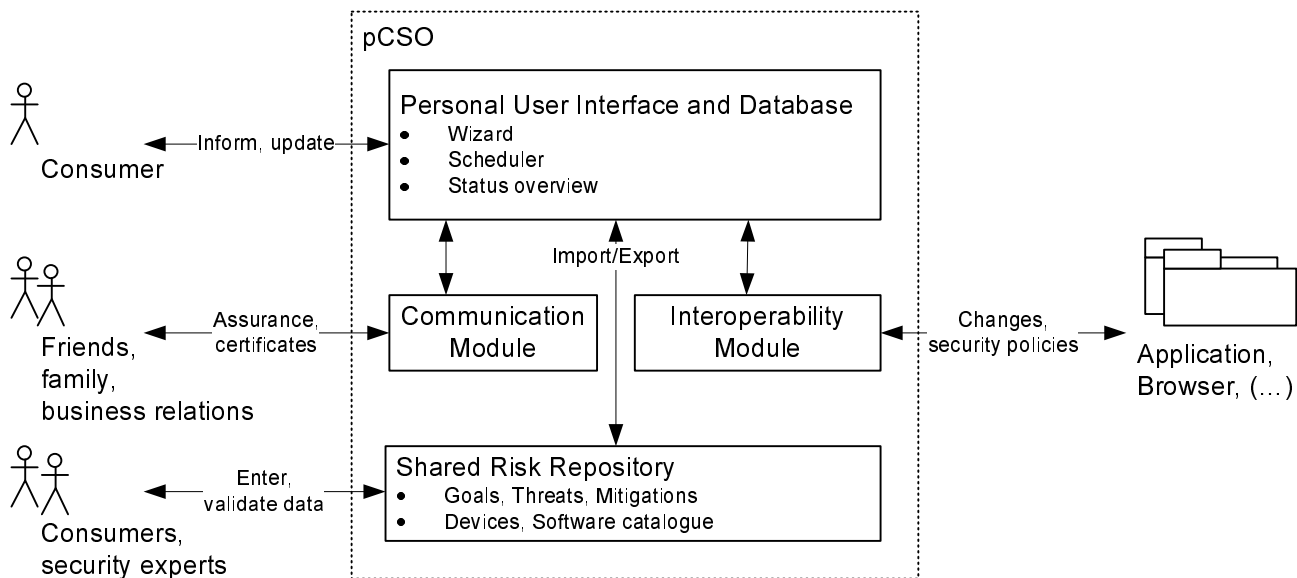 pCSO
Personal User Interface and Database
• Wizard
• Scheduler
• Status overview
Inform, update
Consumer
Import/Export
Assurance,
certificates
Communication
Module
Interoperability
Module
Changes,
security policies
Friends,
family,
business relations
Application,
Browser, (...)
Shared Risk Repository
• Goals, Threats, Mitigations
• Devices, Software catalogue
Enter,
validate data
Consumers,
security experts